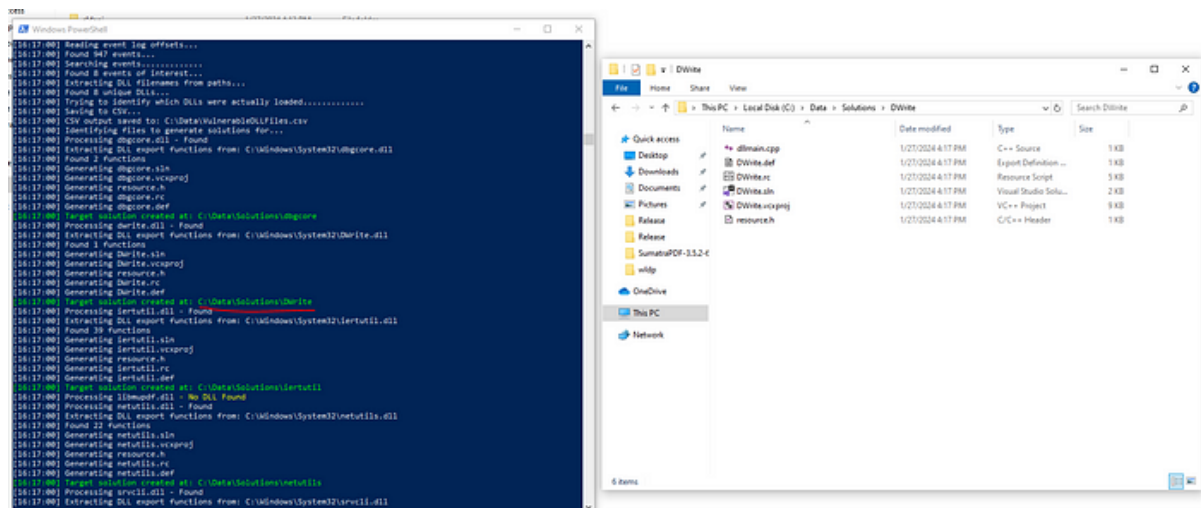 Windows PowerShell
[16:17:00] Reading event log offsets...
[16:17:00] Found 947 events...
[16:17:00] Searching events.............
[16:17:00] Found 8 events of interest...
[16:17:00] Extracting DLL filenames from paths...
[16:17:00] Found 8 unique DLLs...
[16:17:00] Trying to identify which DLLs were actually loaded.............
[16:17:00] Saving to CSV...
[16:17:00] CSV output saved to: C:\Data\VulnerableDLLFiles.csv
[16:17:00] Identifying files to generate solutions for...
[16:17:00] Processing dbgcore.dll - Found
[16:17:00] Extracting DLL export functions from: C:\Windows\System32\dbgcore.dll
[16:17:00] Found 2 functions
[16:17:00] Generating dbgcore.sln
[16:17:00] Generating dbgcore.vcxproj
[16:17:00] Generating resource.h
[16:17:00] Generating dbgcore.rc
[16:17:00] Generating dbgcore.def
[16:17:00] Target solution created at: C:\Data\Solutions\dbgcore
[16:17:00] Processing dwrite.dll - Found
[16:17:00] Extracting DLL export functions from: C:\Windows\System32\DWrite.dll
[16:17:00] Found 1 functions
[16:17:00] Generating DWrite.sln
[16:17:00] Generating DWrite.vcxproj
[16:17:00] Generating resource.h
[16:17:00] Generating DWrite.rc
[16:17:00] Generating DWrite.def
[16:17:00] Target solution created at: C:\Data\Solutions\DWrite
[16:17:00] Processing iertutil.dll - Found
[16:17:00] Extracting DLL export functions from: C:\Windows\System32\iertutil.dll
[16:17:00] Found 39 functions
[16:17:00] Generating iertutil.sln
[16:17:00] Generating iertutil.vcxproj
[16:17:00] Generating resource.h
[16:17:00] Generating iertutil.rc
[16:17:00] Generating iertutil.def
[16:17:00] Target solution created at: C:\Data\Solutions\iertutil
[16:17:00] Processing libmupdf.dll - No DLL Found
[16:17:00] Processing netutils.dll - Found
[16:17:00] Extracting DLL export functions from: C:\Windows\System32\netutils.dll
[16:17:00] Found 22 functions
[16:17:00] Generating netutils.sln
[16:17:00] Generating netutils.vcxproj
[16:17:00] Generating resource.h
[16:17:00] Generating netutils.rc
[16:17:00] Generating netutils.def
[16:17:00] Target solution created at: C:\Data\Solutions\netutils
[16:17:00] Processing srvcli.dll - Found
[16:17:00] Extracting DLL export functions from: C:\Windows\System32\srvcli.dll
DWrite
File Home Share View
This PC > Local Disk (C:) > Data > Solutions > DWrite Search DWrite
Name Date modified Type Size
Quick access
Desktop
Downloads
Documents
Pictures
Release
Release
SumatraPDF-3.5.2-6
wldp
OneDrive
This PC
Network
dllmain.cpp 1/27/2024 4:17 PM C++ Source 1 KB
DWrite.def 1/27/2024 4:17 PM Export Definition ... 1 KB
DWrite.rc 1/27/2024 4:17 PM Resource Script 5 KB
DWrite.sln 1/27/2024 4:17 PM Visual Studio Solu... 2 KB
DWrite.vcxproj 1/27/2024 4:17 PM VC++ Project 9 KB
resource.h 1/27/2024 4:17 PM C/C++ Header 1 KB
6 items